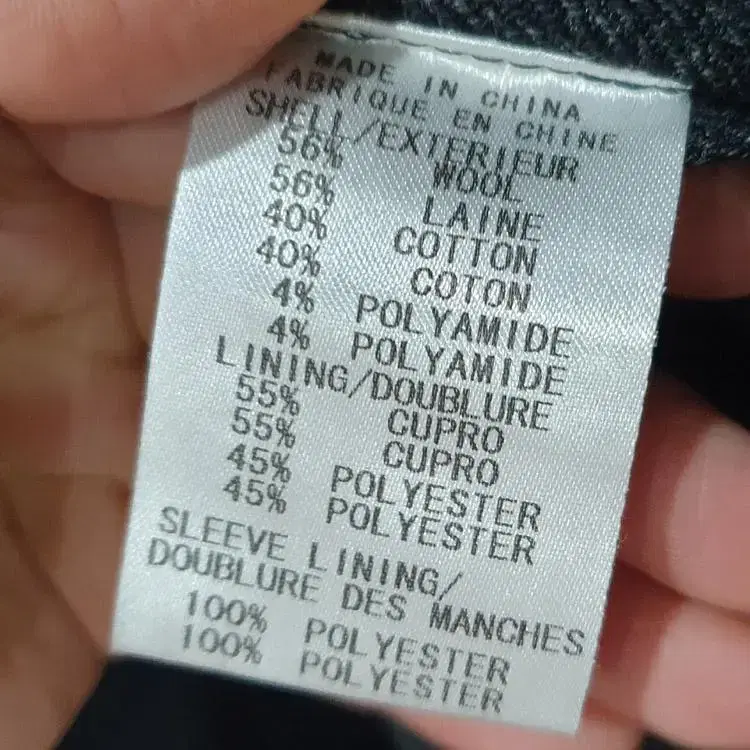 MADE IN CHINA
FABRIQUE EN CHINE
SHELL/EXTERIEUR
56% WOOL
56% LAINE
40% COTTON
40% COTON
4% POLYAMIDE
4% POLYAMIDE
LINING/DOUBLURE
55% CUPRO
55% CUPRO
45% POLYESTER
45% POLYESTER
SLEEVE LINING/
DOUBLURE DES MANCHES
100% POLYESTER
100% POLYESTER